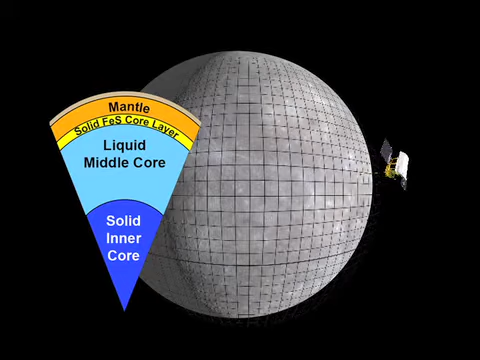 Mantle
Solid FeS Core Layer
Liquid
Middle Core
Solid
Inner
Core